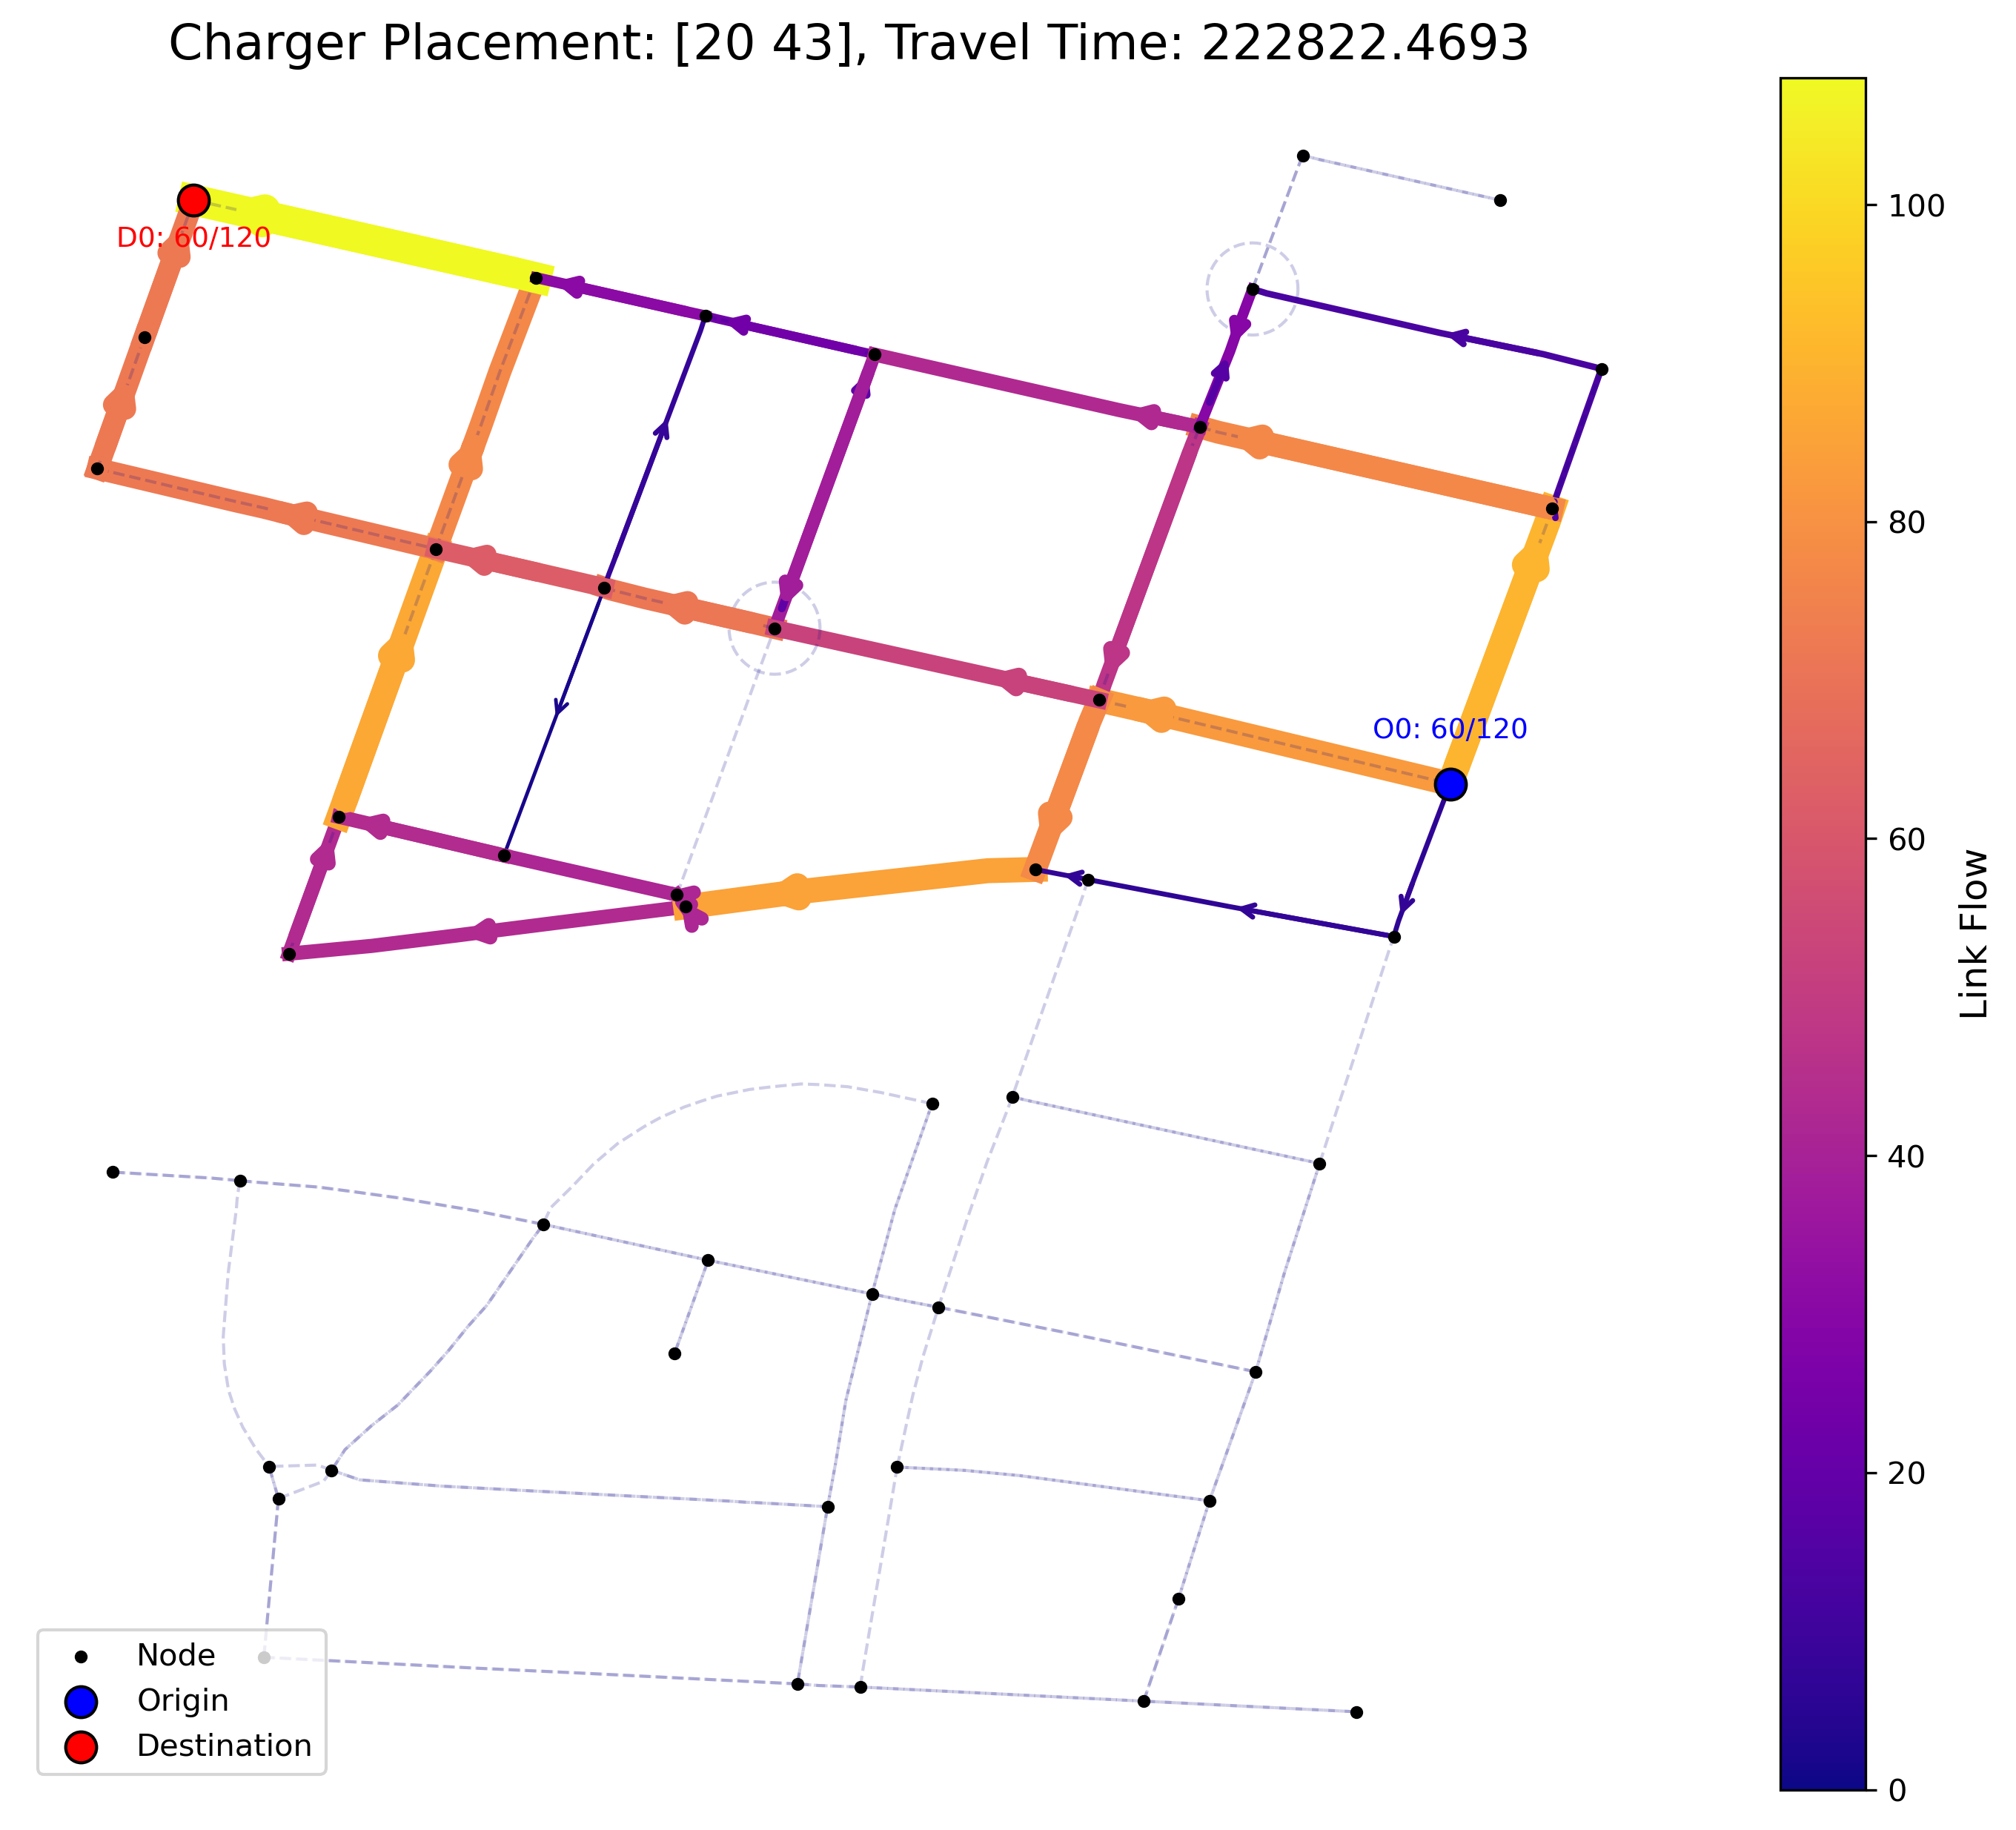 Charger Placement: [20 43], Travel Time: 222822.4693
D0: 60/120
O0: 60/120
100
80
60
40
20
0
Link Flow
Node
Origin
Destination